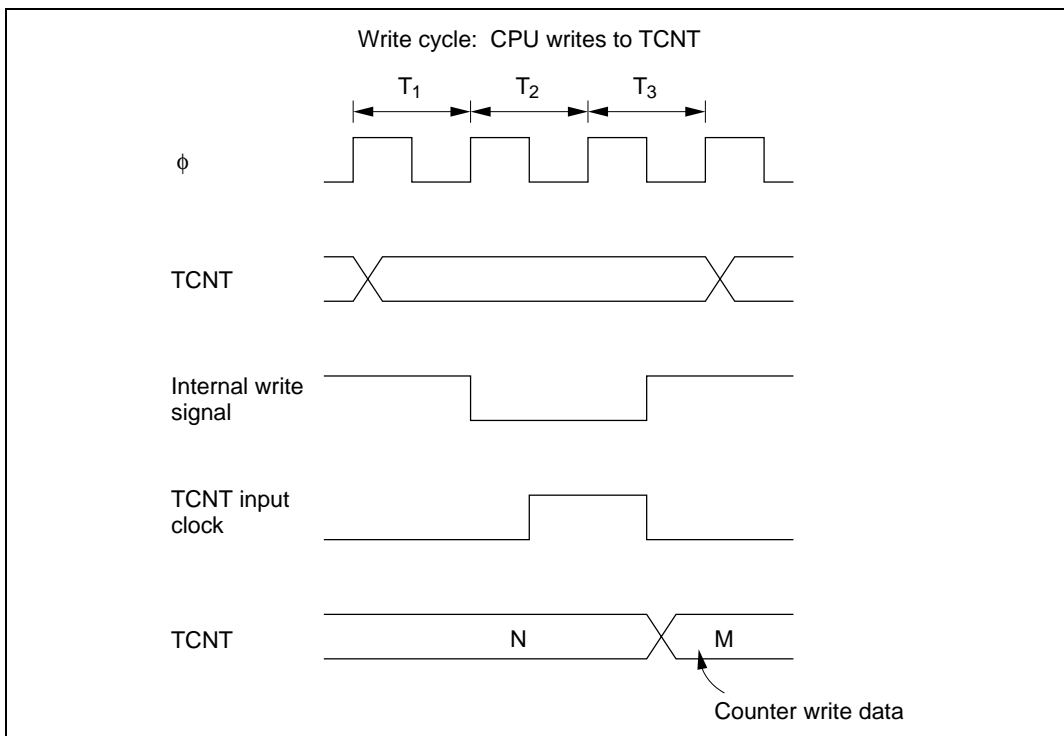 Write cycle: CPU writes to TCNT
T₁ T₂ T₃
ϕ
TCNT
Internal write
signal
TCNT input
clock
TCNT N M
Counter write data